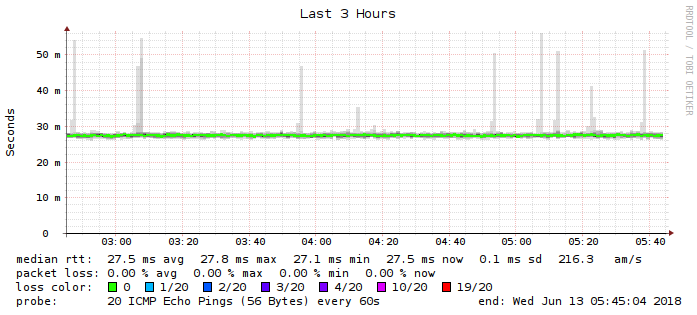 Last 3 Hours
RRDTOOL / TOBI OETIKER
Seconds
50 m
40 m
30 m
20 m
10 m
0
03:00 03:20 03:40 04:00 04:20 04:40 05:00 05:20 05:40
median rtt: 27.5 ms avg 27.8 ms max 27.1 ms min 27.5 ms now 0.1 ms sd 216.3 am/s
packet loss: 0.00 % avg 0.00 % max 0.00 % min 0.00 % now
loss color: 0 1/20 2/20 3/20 4/20 10/20 19/20
probe: 20 ICMP Echo Pings (56 Bytes) every 60s end: Wed Jun 13 05:45:04 2018